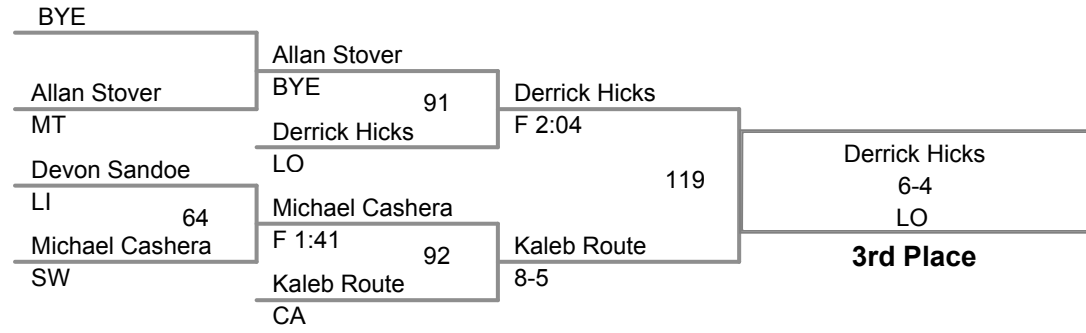 BYE
Allan Stover
MT
Devon Sandoe
LI
64
Michael Cashera
SW
Allan Stover
BYE
91
Derrick Hicks
LO
Michael Cashera
F 1:41
92
Kaleb Route
CA
Derrick Hicks
F 2:04
119
Kaleb Route
8-5
Derrick Hicks
6-4
LO
3rd Place